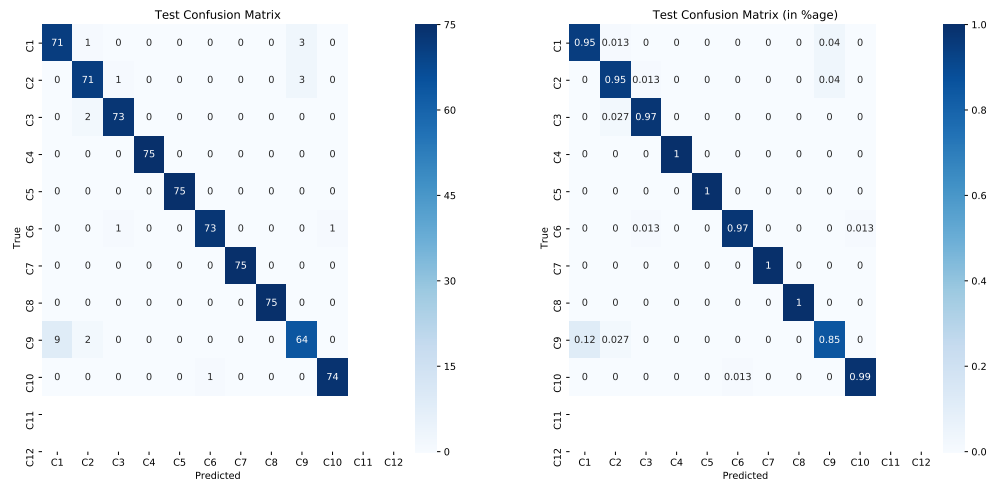 Test Confusion Matrix
C1 71 1 0 0 0 0 0 0 3 0
C2 0 71 1 0 0 0 0 0 3 0
C3 0 2 73 0 0 0 0 0 0 0
C4 0 0 0 75 0 0 0 0 0 0
C5 0 0 0 0 75 0 0 0 0 0
C6 0 0 1 0 0 73 0 0 0 1
C7 0 0 0 0 0 0 75 0 0 0
C8 0 0 0 0 0 0 0 75 0 0
C9 9 2 0 0 0 0 0 0 64 0
C10 0 0 0 0 0 1 0 0 0 74
C11
C12
True
C1 C2 C3 C4 C5 C6 C7 C8 C9 C10 C11 C12
Predicted
75
60
45
30
15
0
Test Confusion Matrix (in %age)
C1 0.95 0.013 0 0 0 0 0 0 0.04 0
C2 0 0.95 0.013 0 0 0 0 0 0.04 0
C3 0 0.027 0.97 0 0 0 0 0 0 0
C4 0 0 0 1 0 0 0 0 0 0
C5 0 0 0 0 1 0 0 0 0 0
C6 0 0 0.013 0 0 0.97 0 0 0 0.013
C7 0 0 0 0 0 0 1 0 0 0
C8 0 0 0 0 0 0 0 1 0 0
C9 0.12 0.027 0 0 0 0 0 0 0.85 0
C10 0 0 0 0 0 0.013 0 0 0 0.99
C11
C12
True
C1 C2 C3 C4 C5 C6 C7 C8 C9 C10 C11 C12
Predicted
1.0
0.8
0.6
0.4
0.2
0.0